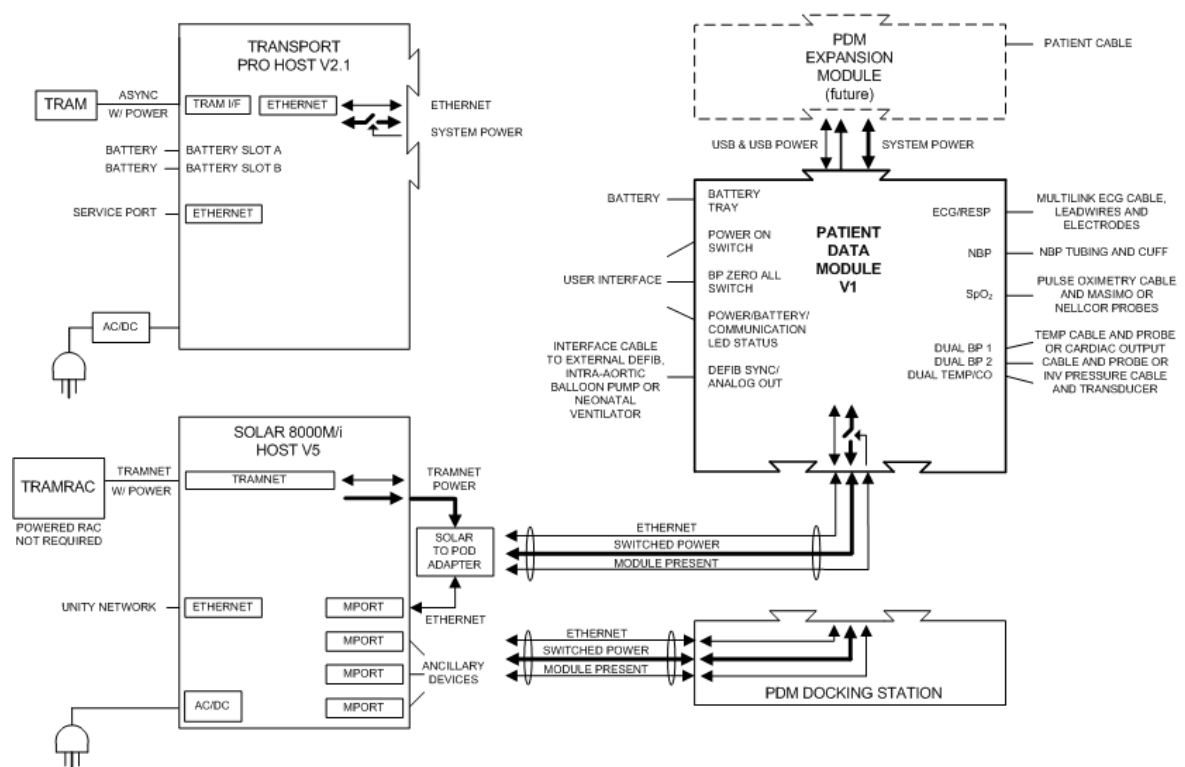 TRANSPORT
PRO HOST V2.1
TRAM
ASYNC
W/ POWER
TRAM I/F
ETHERNET
ETHERNET
SYSTEM POWER
BATTERY
BATTERY SLOT A
BATTERY
BATTERY SLOT B
SERVICE PORT
ETHERNET
AC/DC
PDM
EXPANSION
MODULE
(future)
PATIENT CABLE
USB & USB POWER
SYSTEM POWER
BATTERY
BATTERY
TRAY
POWER ON
SWITCH
USER INTERFACE
BP ZERO ALL
SWITCH
POWER/BATTERY/
COMMUNICATION
LED STATUS
INTERFACE CABLE
TO EXTERNAL DEFIB,
INTRA-AORTIC
BALLOON PUMP OR
NEONATAL
VENTILATOR
DEFIB SYNC/
ANALOG OUT
PATIENT
DATA
MODULE
V1
ECG/RESP
MULTILINK ECG CABLE,
LEADWIRES AND
ELECTRODES
NBP
NBP TUBING AND CUFF
SpO₂
PULSE OXIMETRY CABLE
AND MASIMO OR
NELLCOR PROBES
DUAL BP 1
DUAL BP 2
DUAL TEMP/CO
TEMP CABLE AND PROBE
OR CARDIAC OUTPUT
CABLE AND PROBE OR
INV PRESSURE CABLE
AND TRANSDUCER
SOLAR 8000M/i
HOST V5
TRAMRAC
POWERED RAC
NOT REQUIRED
TRAMNET
W/ POWER
TRAMNET
TRAMNET
POWER
SOLAR
TO POD
ADAPTER
ETHERNET
SWITCHED POWER
MODULE PRESENT
UNITY NETWORK
ETHERNET
MPORT
ETHERNET
MPORT
MPORT
MPORT
ANCILLARY
DEVICES
AC/DC
ETHERNET
SWITCHED POWER
MODULE PRESENT
PDM DOCKING STATION